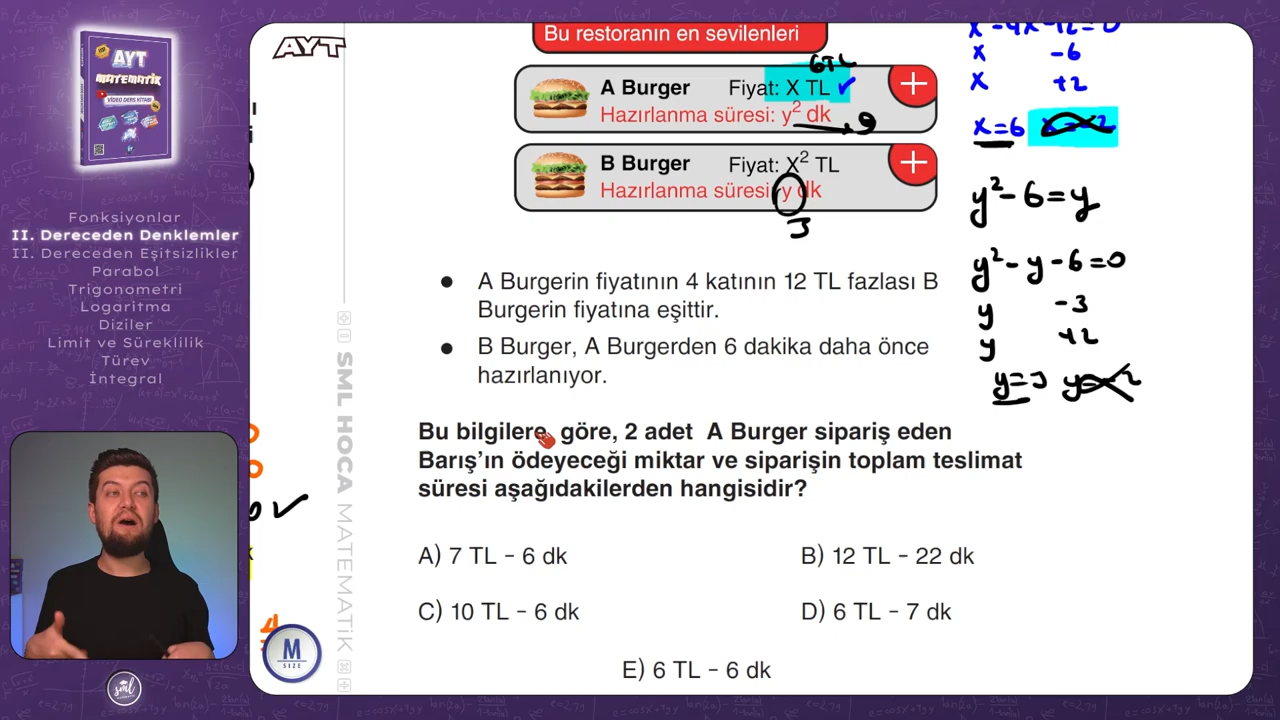 AYT
MATEMATİK
VİDEO DERS KİTABI
Fonksiyonlar
II. Dereceden Denklemler
II. Dereceden Eşitsizlikler
Parabol
Trigonometri
Logaritma
Diziler
Limit ve Süreklilik
Türev
İntegral
AYT
SML HOCA MATEMATİK
M
SIZE
sml
Bu restoranın en sevilenleri
6TL
A Burger Fiyat: X TL ✓
Hazırlanma süresi: y² dk → 9
B Burger Fiyat: X² TL
Hazırlanma süresi: y dk
3
● A Burgerin fiyatının 4 katının 12 TL fazlası B
Burgerin fiyatına eşittir.
● B Burger, A Burgerden 6 dakika daha önce
hazırlanıyor.
Bu bilgilere göre, 2 adet A Burger sipariş eden
Barış’ın ödeyeceği miktar ve siparişin toplam teslimat
süresi aşağıdakilerden hangisidir?
A) 7 TL – 6 dk B) 12 TL – 22 dk
C) 10 TL – 6 dk D) 6 TL – 7 dk
E) 6 TL – 6 dk
x -6
x +2
x=6 x=-2
y²-6=y
y²-y-6=0
y -3
y +2
y=3 y=-2